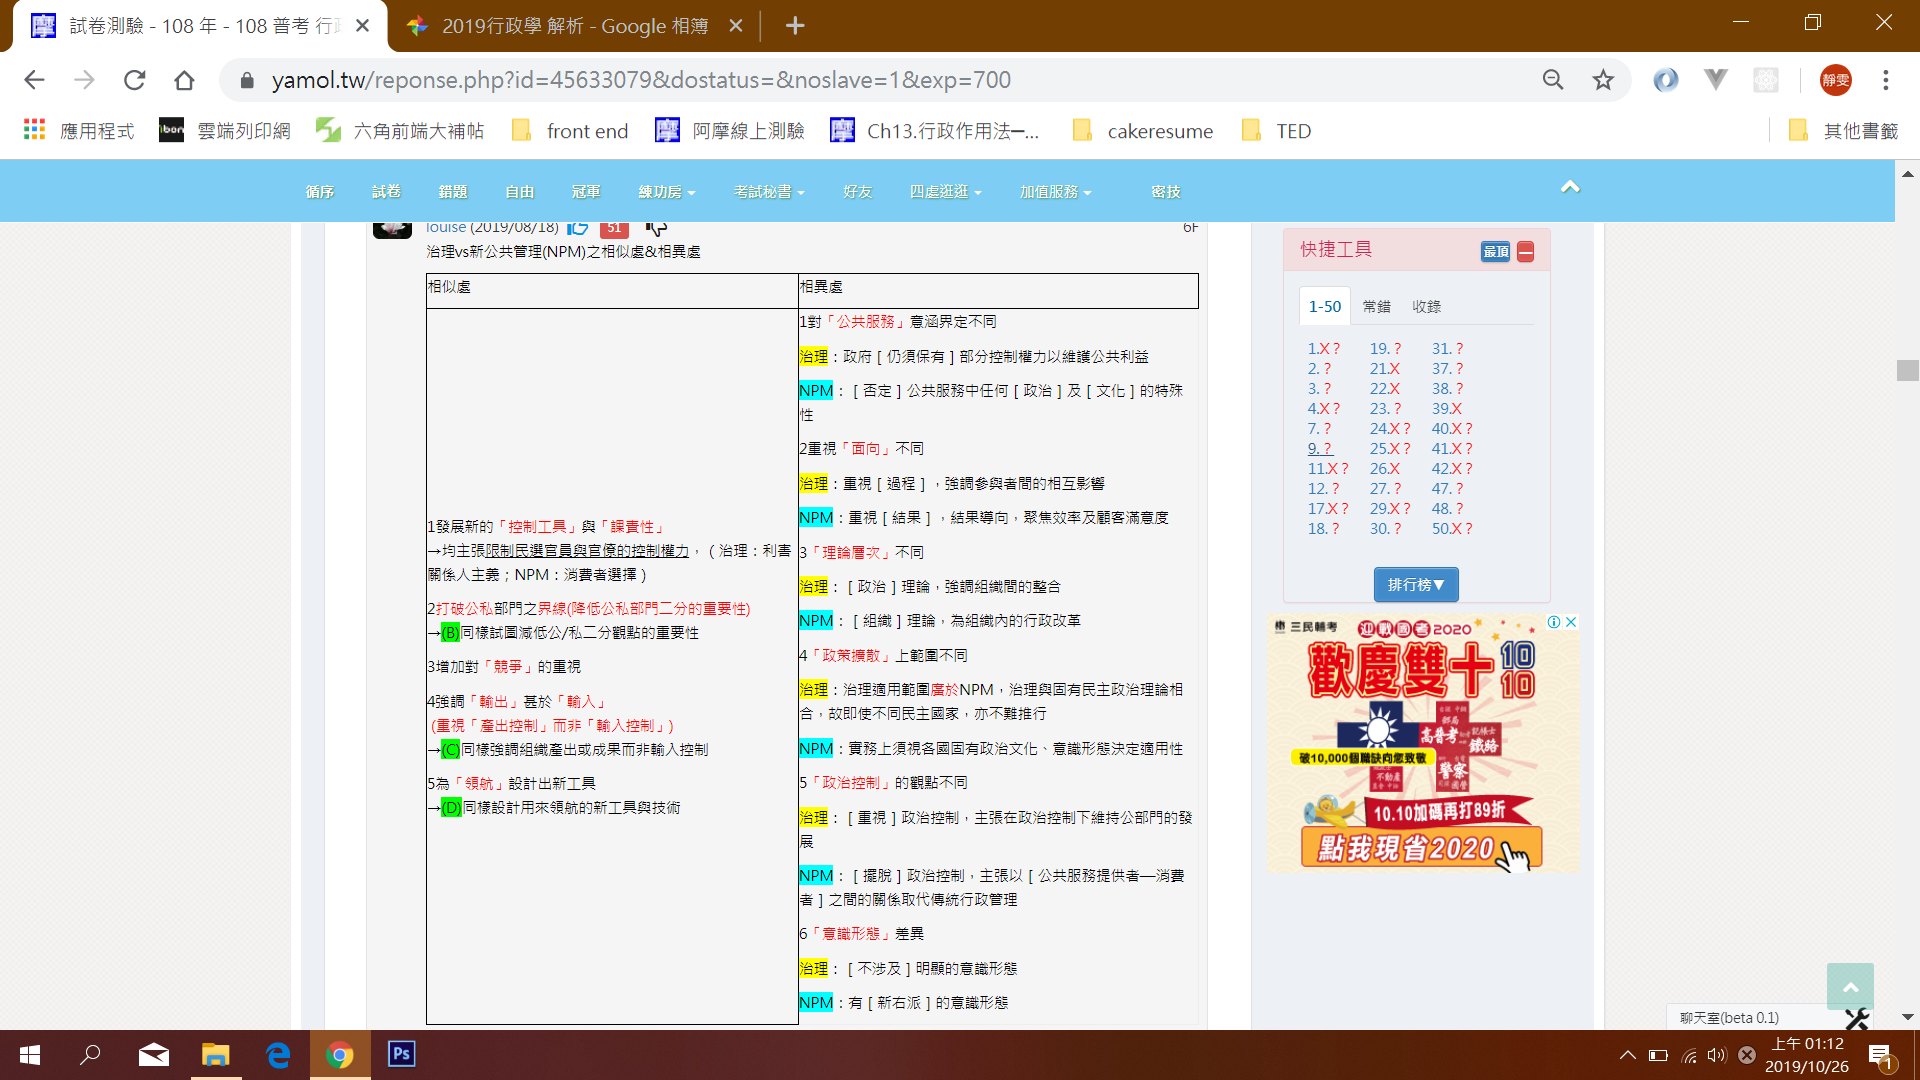 試卷測驗 - 108 年 - 108 普考 行
2019行政學 解析 - Google 相簿
yamol.tw/reponse.php?id=45633079&dostatus=&noslave=1&exp=700
靜雯
應用程式
ibon
雲端列印網
六角前端大補帖
front end
摩
阿摩線上測驗
摩
Ch13.行政作用法─...
cakeresume
TED
其他書籤
循序
試卷
錯題
自由
冠軍
練功房
考試秘書
好友
四處逛逛
加值服務
密技
louise (2019/08/18)
51
6F
治理vs新公共管理(NPM)之相似處&相異處
相似處
相異處
1發展新的「控制工具」與「課責性」
→均主張限制民選官員與官僚的控制權力，（治理：利害
關係人主義；NPM：消費者選擇）
2打破公私部門之界線(降低公私部門二分的重要性)
→(B)同樣試圖減低公/私二分觀點的重要性
3增加對「競爭」的重視
4強調「輸出」甚於「輸入」
(重視「產出控制」而非「輸入控制」)
→(C)同樣強調組織產出或成果而非輸入控制
5為「領航」設計出新工具
→(D)同樣設計用來領航的新工具與技術
1對「公共服務」意涵界定不同
治理：政府［仍須保有］部分控制權力以維護公共利益
NPM：［否定］公共服務中任何［政治］及［文化］的特殊
性
2重視「面向」不同
治理：重視［過程］，強調參與者間的相互影響
NPM：重視［結果］，結果導向，聚焦效率及顧客滿意度
3「理論層次」不同
治理：［政治］理論，強調組織間的整合
NPM：［組織］理論，為組織內的行政改革
4「政策擴散」上範圍不同
治理：治理適用範圍廣於NPM，治理與固有民主政治理論相
合，故即使不同民主國家，亦不難推行
NPM：實務上須視各國固有政治文化、意識形態決定適用性
5「政治控制」的觀點不同
治理：［重視］政治控制，主張在政治控制下維持公部門的發
展
NPM：［擺脫］政治控制，主張以［公共服務提供者—消費
者］之間的關係取代傳統行政管理
6「意識形態」差異
治理：［不涉及］明顯的意識形態
NPM：有［新右派］的意識形態
快捷工具
最頂
1-50
常錯
收錄
1.X ? 19. ? 31. ?
2. ? 21.X 37. ?
3. ? 22.X 38. ?
4.X ? 23. ? 39.X
7. ? 24.X ? 40.X ?
9. ? 25.X ? 41.X ?
11.X ? 26.X 42.X ?
12. ? 27. ? 47. ?
17.X ? 29.X ? 48. ?
18. ? 30. ? 50.X ?
排行榜▼
三民輔考
迎戰國考2020
歡慶雙十
10
10
高普考
鐵路
警察
破10,000個職缺向您致敬
10.10加碼再打89折
點我現省2020
聊天室(beta 0.1)
Ps
上午 01:12
2019/10/26
1